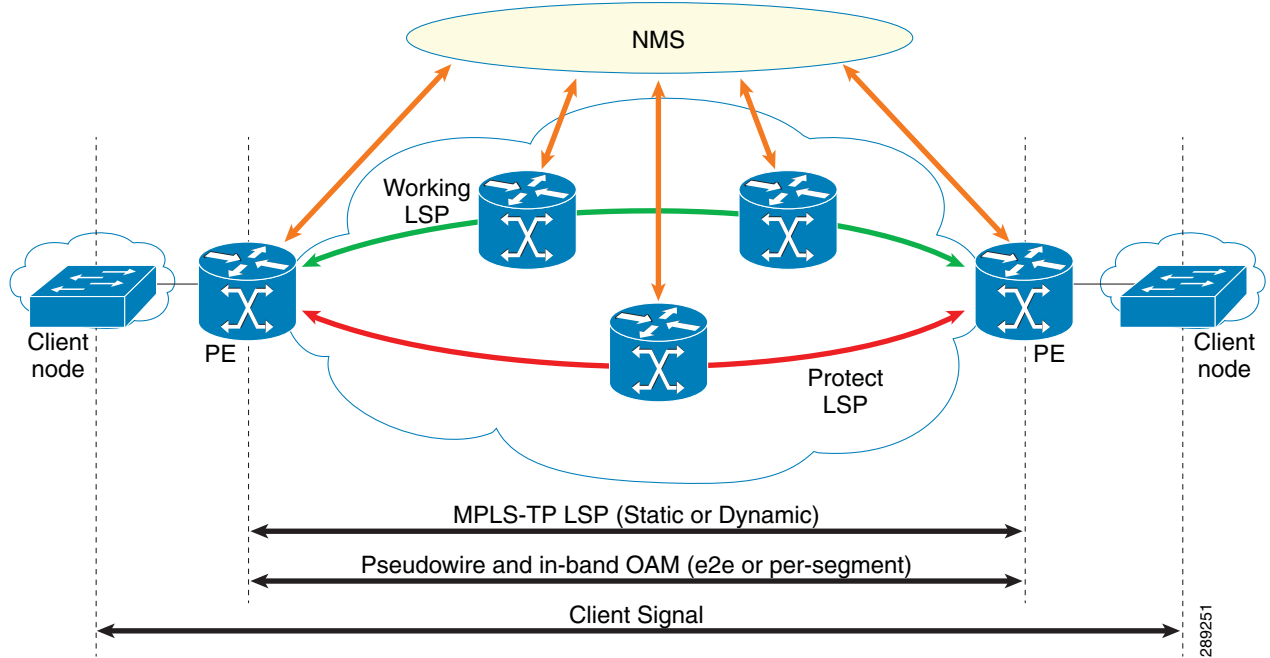 NMS
Working
LSP
Client
node
PE
PE
Client
node
Protect
LSP
MPLS-TP LSP (Static or Dynamic)
Pseudowire and in-band OAM (e2e or per-segment)
Client Signal
289251